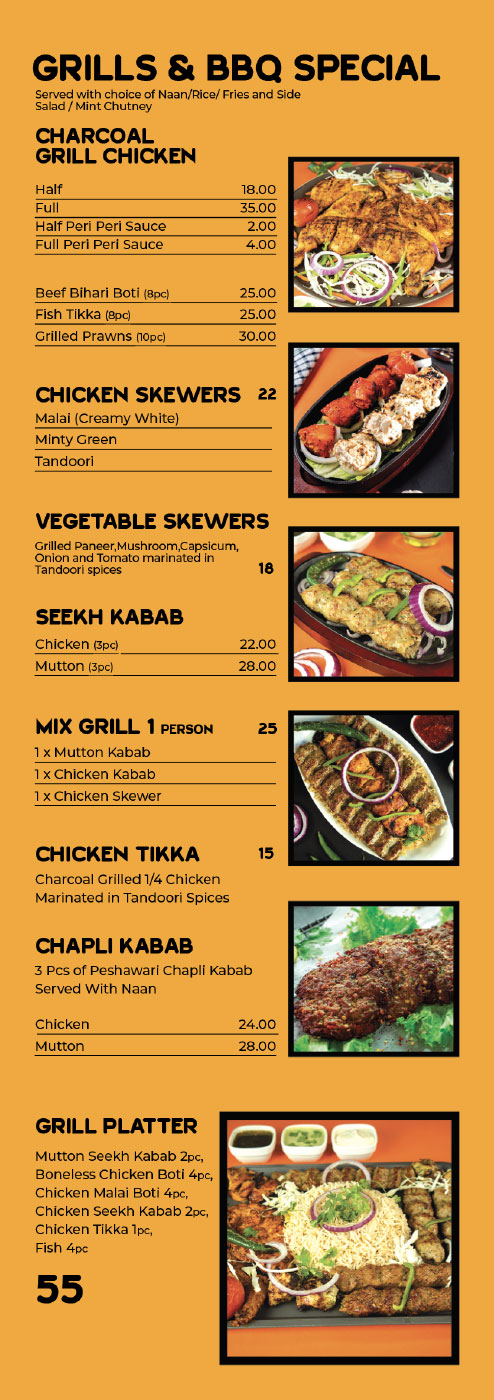 GRILLS & BBQ SPECIAL
Served with choice of Naan/Rice/ Fries and Side
Salad / Mint Chutney
CHARCOAL
GRILL CHICKEN
Half 18.00
Full 35.00
Half Peri Peri Sauce 2.00
Full Peri Peri Sauce 4.00
Beef Bihari Boti (8pc) 25.00
Fish Tikka (8pc) 25.00
Grilled Prawns (10pc) 30.00
CHICKEN SKEWERS 22
Malai (Creamy White)
Minty Green
Tandoori
VEGETABLE SKEWERS
Grilled Paneer,Mushroom,Capsicum,
Onion and Tomato marinated in
Tandoori spices 18
SEEKH KABAB
Chicken (3pc) 22.00
Mutton (3pc) 28.00
MIX GRILL 1 PERSON 25
1 x Mutton Kabab
1 x Chicken Kabab
1 x Chicken Skewer
CHICKEN TIKKA 15
Charcoal Grilled 1/4 Chicken
Marinated in Tandoori Spices
CHAPLI KABAB
3 Pcs of Peshawari Chapli Kabab
Served With Naan
Chicken 24.00
Mutton 28.00
GRILL PLATTER
Mutton Seekh Kabab 2pc,
Boneless Chicken Boti 4pc,
Chicken Malai Boti 4pc,
Chicken Seekh Kabab 2pc,
Chicken Tikka 1pc,
Fish 4pc
55